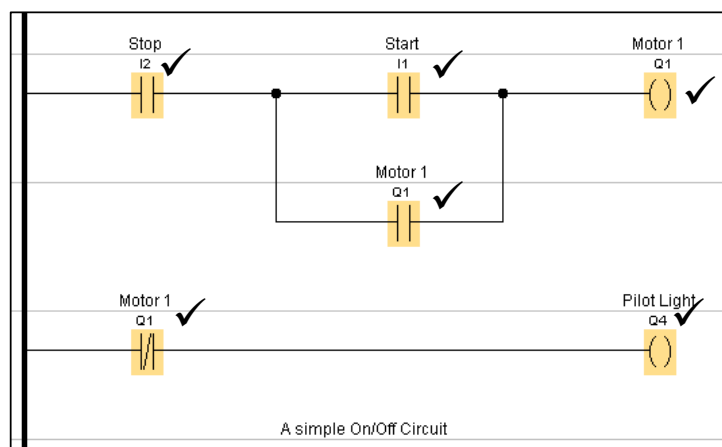 Stop Start Motor 1
I2 I1 Q1
Motor 1
Q1
Motor 1 Pilot Light
Q1 Q4
A simple On/Off Circuit